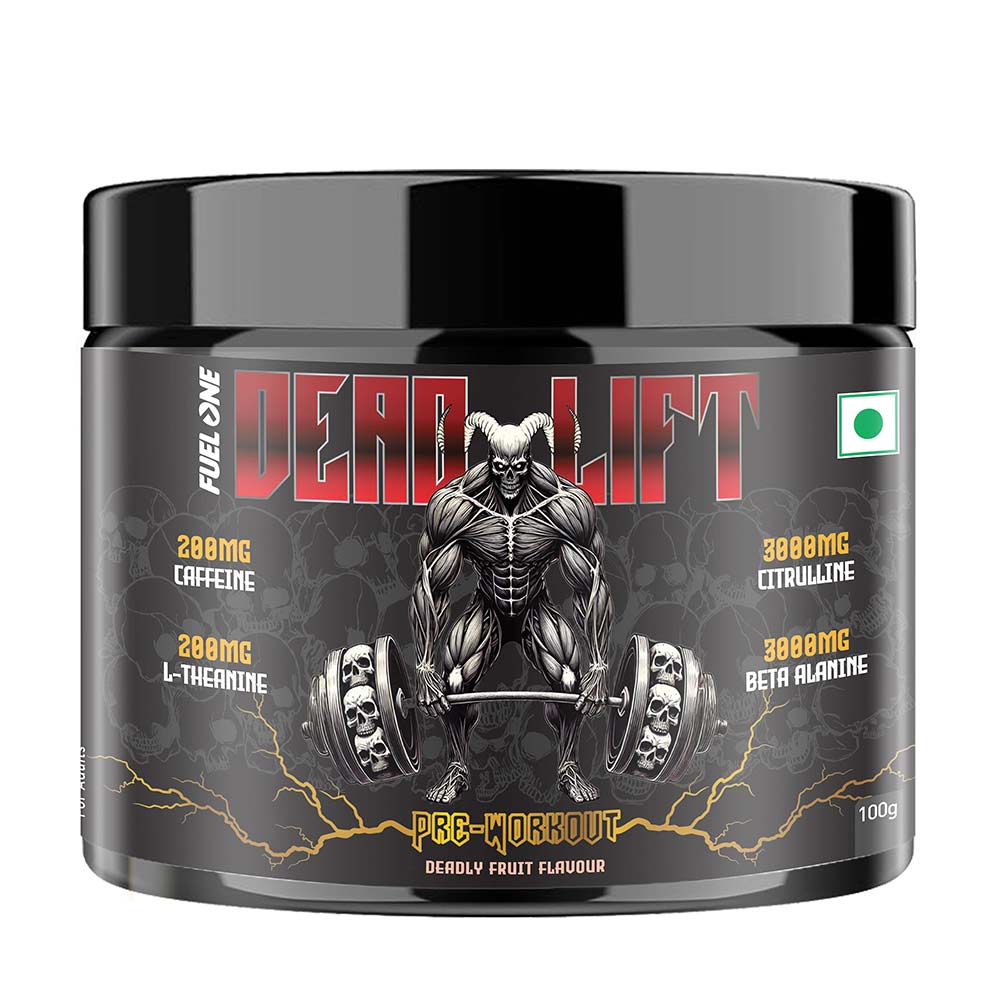 FUEL ONE
DEAD LIFT
200MG
CAFFEINE
200MG
L-THEANINE
3000MG
CITRULLINE
3000MG
BETA ALANINE
PRE-WORKOUT
DEADLY FRUIT FLAVOUR
100g